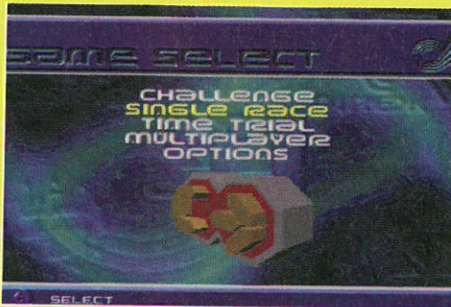 GAME SELECT
CHALLENGE
SINGLE RACE
TIME TRIAL
MULTIPLAYER
OPTIONS
SELECT